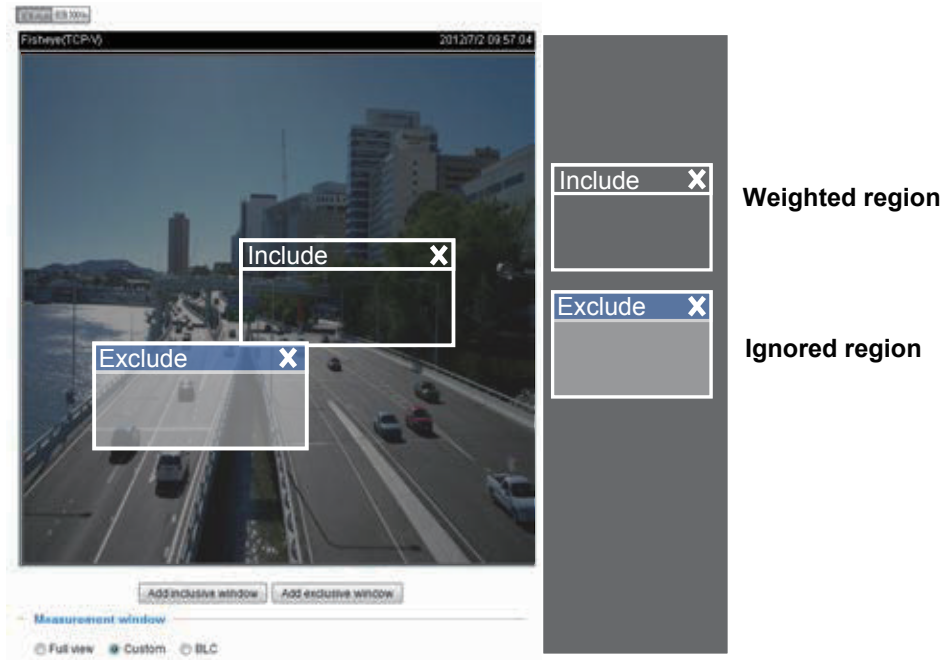 Fisheye(TCP-V) 2012/7/2 09:57:04
Include
Weighted region
Include
Exclude
Exclude
Ignored region
Add inclusive window Add exclusive window
Measurement window
Full view Custom BLC